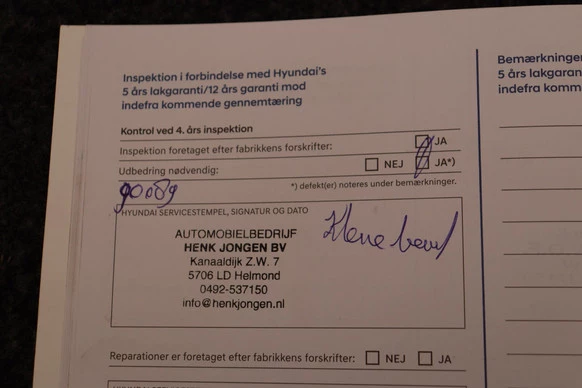 Inspektion i forbindelse med Hyundai's
5 års lakgaranti/12 års garanti mod
indefra kommende gennemtæring
Kontrol ved 4. års inspektion
Inspektion foretaget efter fabrikkens forskrifter: JA
Udbedring nødvendig: NEJ JA*)
*) defekt(er) noteres under bemærkninger.
90089
HYUNDAI SERVICESTEMPEL, SIGNATUR OG DATO
AUTOMOBIELBEDRIJF
HENK JONGEN BV
Kanaaldijk Z.W. 7
5706 LD Helmond
0492-537150
info@henkjongen.nl
Reparationer er foretaget efter fabrikkens forskrifter: NEJ JA
Bemærkninger
5 års lakgaran
indefra komm